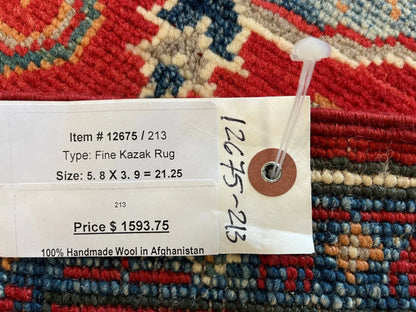 Item # 12675 / 213
Type: Fine Kazak Rug
Size: 5. 8 X 3. 9 = 21.25
213
Price $ 1593.75
100% Handmade Wool in Afghanistan
12675-213